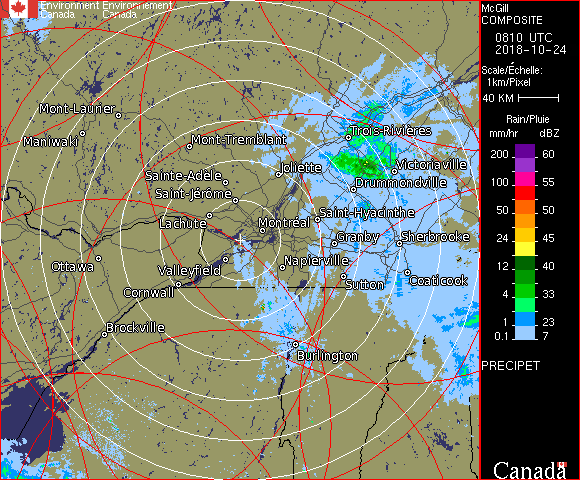 Environment Environnement
Canada Canada
McGill
COMPOSITE
0810 UTC
2018-10-24
Scale/Échelle:
1km/Pixel
40 KM
Rain/Pluie
mm/hr dBZ
200 60
150 57
100 55
50 50
24 45
12 40
4 33
1 23
0.1 7
PRECIPET
Canada
Mont-Laurier
Maniwaki
Mont-Tremblant
Trois-Rivières
Joliette
Victoriaville
Sainte-Adèle
Drummondville
Saint-Jérôme
Saint-Hyacinthe
Lachute
Montréal
Granby
Sherbrooke
Ottawa
Valleyfield
Napierville
Coaticook
Sutton
Cornwall
Brockville
Burlington